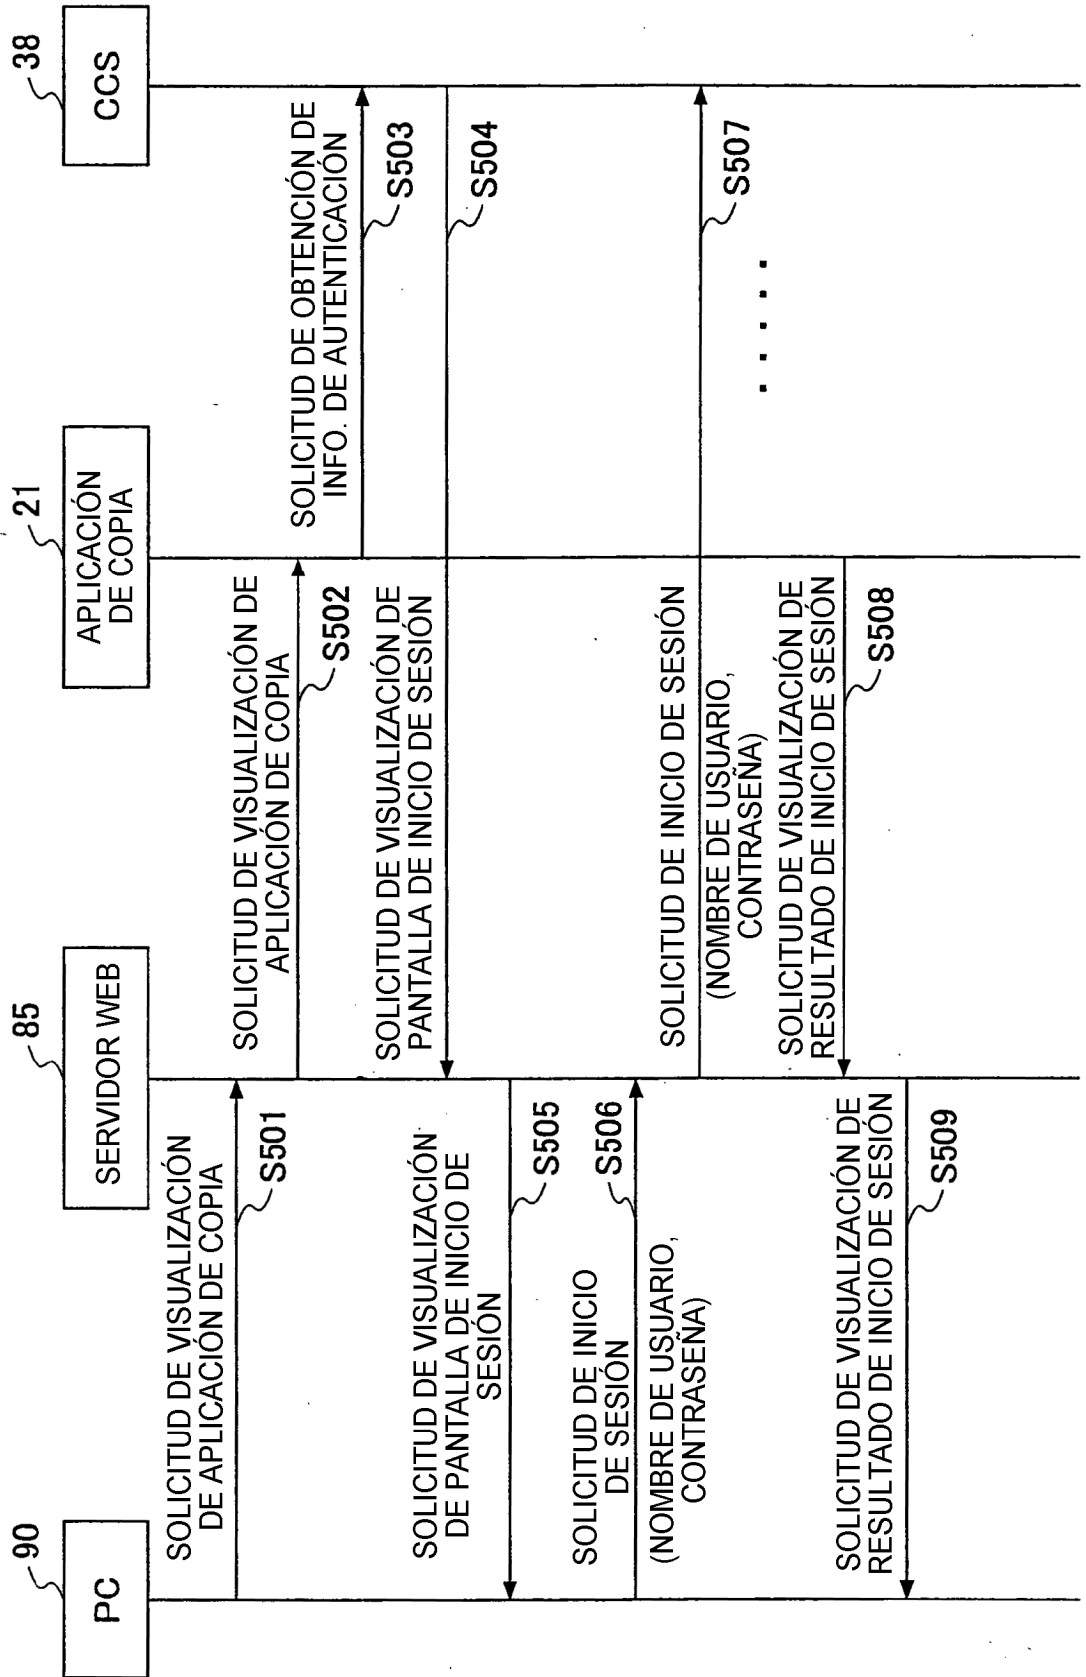 90
PC
85
SERVIDOR WEB
21
APLICACIÓN
DE COPIA
38
CCS
SOLICITUD DE VISUALIZACIÓN
DE APLICACIÓN DE COPIA
S501
SOLICITUD DE VISUALIZACIÓN DE
APLICACIÓN DE COPIA
S502
SOLICITUD DE OBTENCIÓN DE
INFO. DE AUTENTICACIÓN
S503
SOLICITUD DE VISUALIZACIÓN DE
PANTALLA DE INICIO DE SESIÓN
S504
SOLICITUD DE VISUALIZACIÓN
DE PANTALLA DE INICIO DE
SESIÓN
S505
SOLICITUD DE INICIO
DE SESIÓN
(NOMBRE DE USUARIO,
CONTRASEÑA)
S506
SOLICITUD DE INICIO DE SESIÓN
(NOMBRE DE USUARIO,
CONTRASEÑA)
S507
.....
SOLICITUD DE VISUALIZACIÓN DE
RESULTADO DE INICIO DE SESIÓN
S508
SOLICITUD DE VISUALIZACIÓN DE
RESULTADO DE INICIO DE SESIÓN
S509